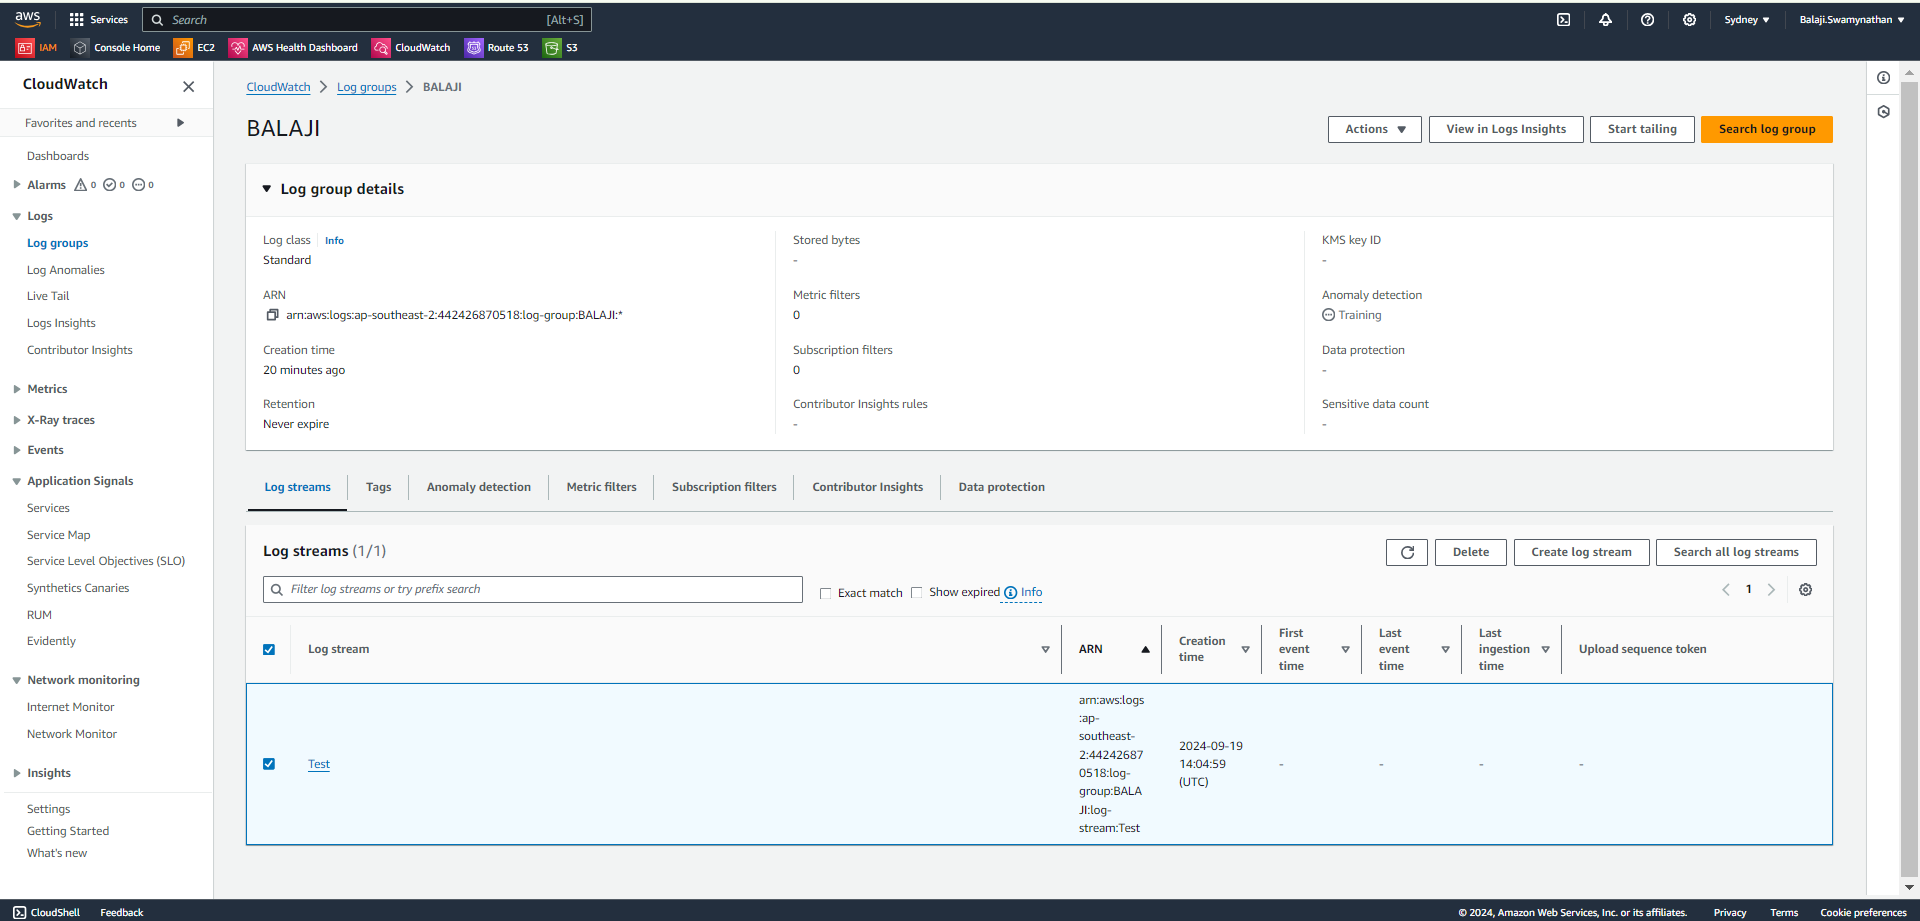 aws
Services
Search
[Alt+S]
Sydney ▼
Balaji.Swamynathan ▼
IAM
Console Home
EC2
AWS Health Dashboard
CloudWatch
Route 53
S3
CloudWatch
Favorites and recents
Dashboards
Alarms 0 0 0
Logs
Log groups
Log Anomalies
Live Tail
Logs Insights
Contributor Insights
Metrics
X-Ray traces
Events
Application Signals
Services
Service Map
Service Level Objectives (SLO)
Synthetics Canaries
RUM
Evidently
Network monitoring
Internet Monitor
Network Monitor
Insights
Settings
Getting Started
What's new
CloudWatch > Log groups > BALAJI
BALAJI
Actions ▼
View in Logs Insights
Start tailing
Search log group
Log group details
Log class Info
Standard
ARN
arn:aws:logs:ap-southeast-2:442426870518:log-group:BALAJI:*
Creation time
20 minutes ago
Retention
Never expire
Stored bytes
-
Metric filters
0
Subscription filters
0
Contributor Insights rules
-
KMS key ID
-
Anomaly detection
Training
Data protection
-
Sensitive data count
-
Log streams
Tags
Anomaly detection
Metric filters
Subscription filters
Contributor Insights
Data protection
Log streams (1/1)
Delete
Create log stream
Search all log streams
Filter log streams or try prefix search
Exact match
Show expired
Info
1
Log stream
ARN
Creation
time
First
event
time
Last
event
time
Last
ingestion
time
Upload sequence token
Test
arn:aws:logs
:ap-
southeast-
2:44242687
0518:log-
group:BALA
JI:log-
stream:Test
2024-09-19
14:04:59
(UTC)
-
-
-
-
CloudShell
Feedback
© 2024, Amazon Web Services, Inc. or its affiliates.
Privacy
Terms
Cookie preferences